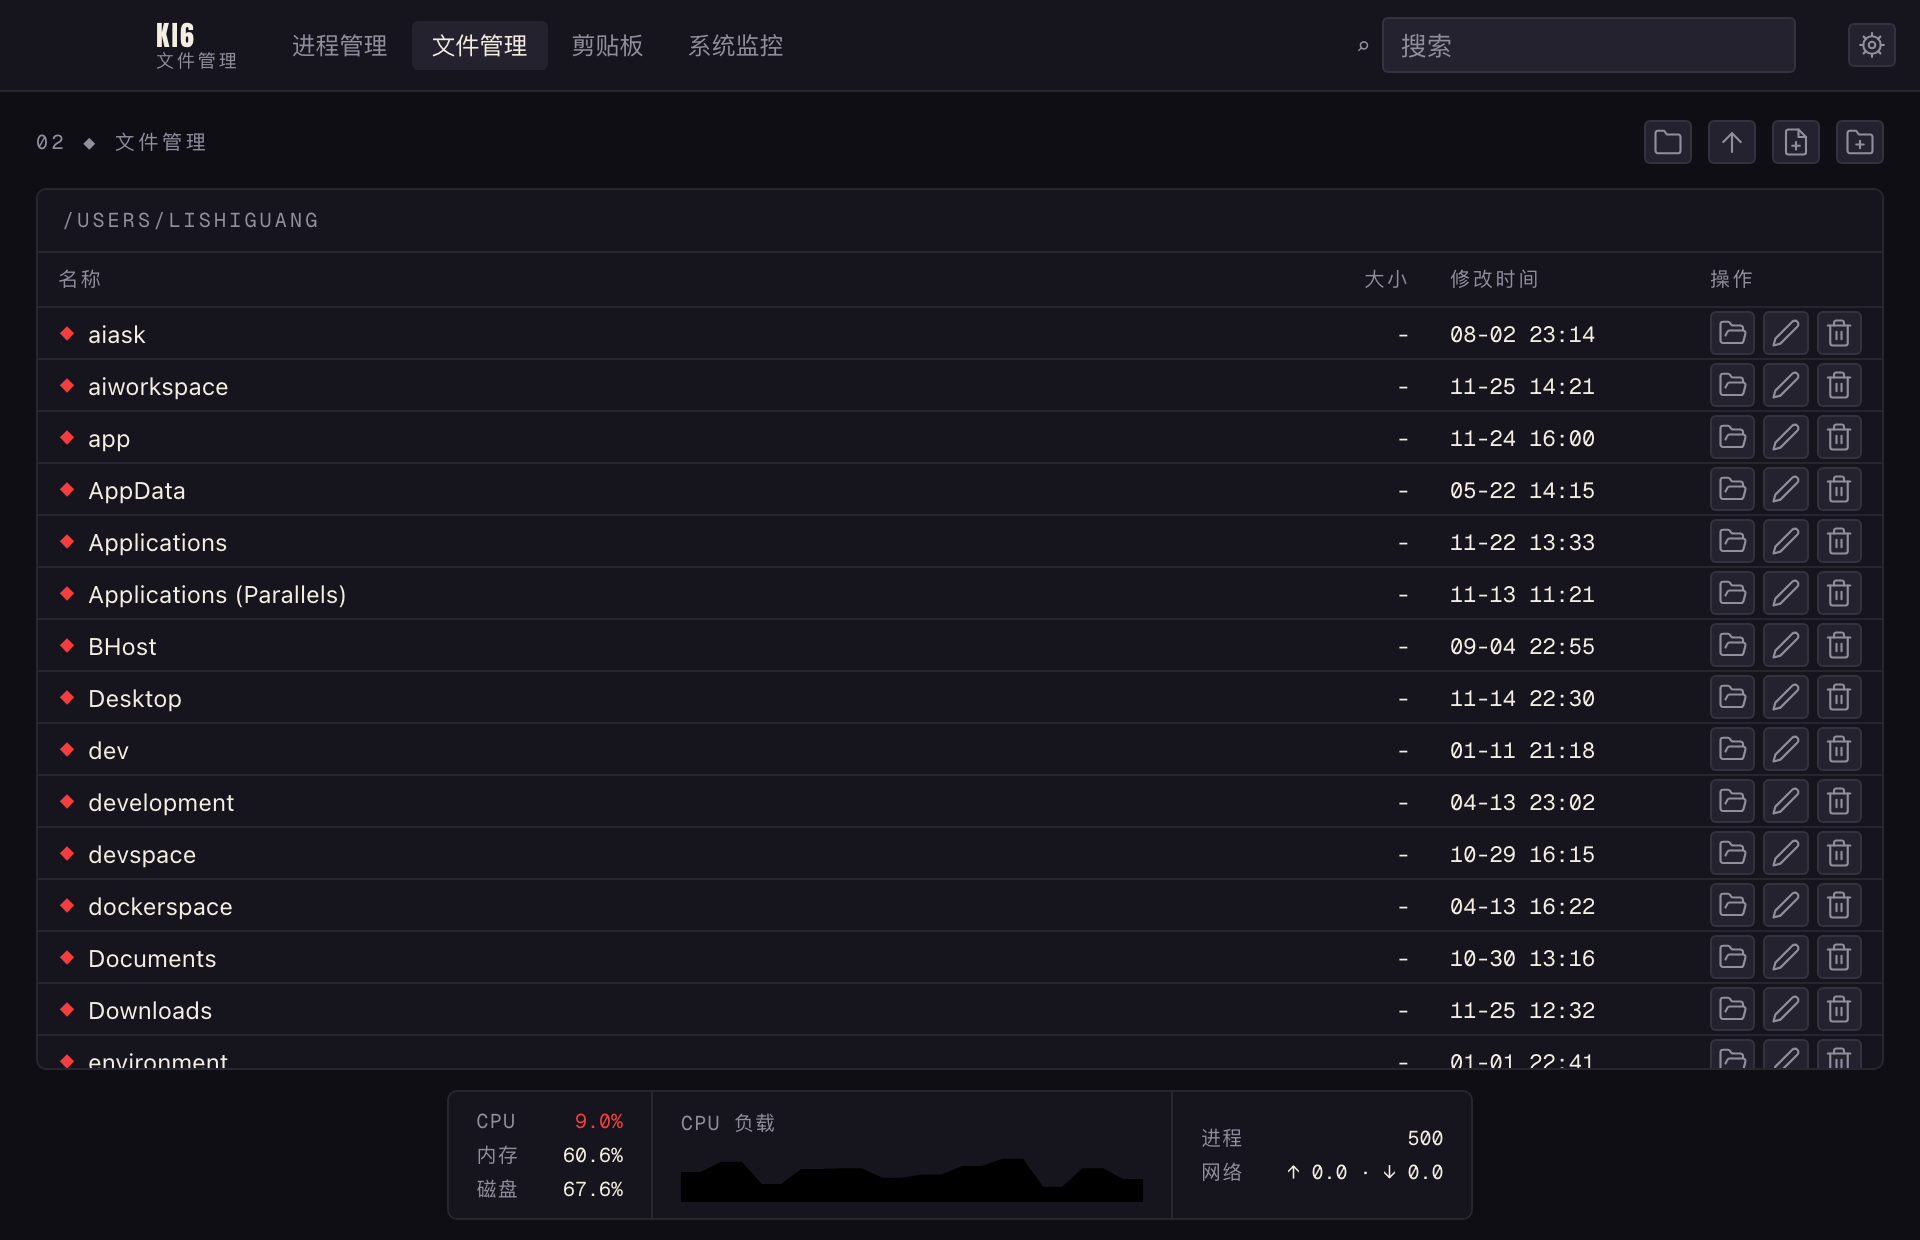 KI6
文件管理
进程管理 文件管理 剪贴板 系统监控
搜索
02 ◆ 文件管理
/USERS/LISHIGUANG
名称 大小 修改时间 操作
aiask - 08-02 23:14
aiworkspace - 11-25 14:21
app - 11-24 16:00
AppData - 05-22 14:15
Applications - 11-22 13:33
Applications (Parallels) - 11-13 11:21
BHost - 09-04 22:55
Desktop - 11-14 22:30
dev - 01-11 21:18
development - 04-13 23:02
devspace - 10-29 16:15
dockerspace - 04-13 16:22
Documents - 10-30 13:16
Downloads - 11-25 12:32
environment - 01-01 22:41
CPU 9.0%
内存 60.6%
磁盘 67.6%
CPU 负载
进程 500
网络 ↑ 0.0 · ↓ 0.0